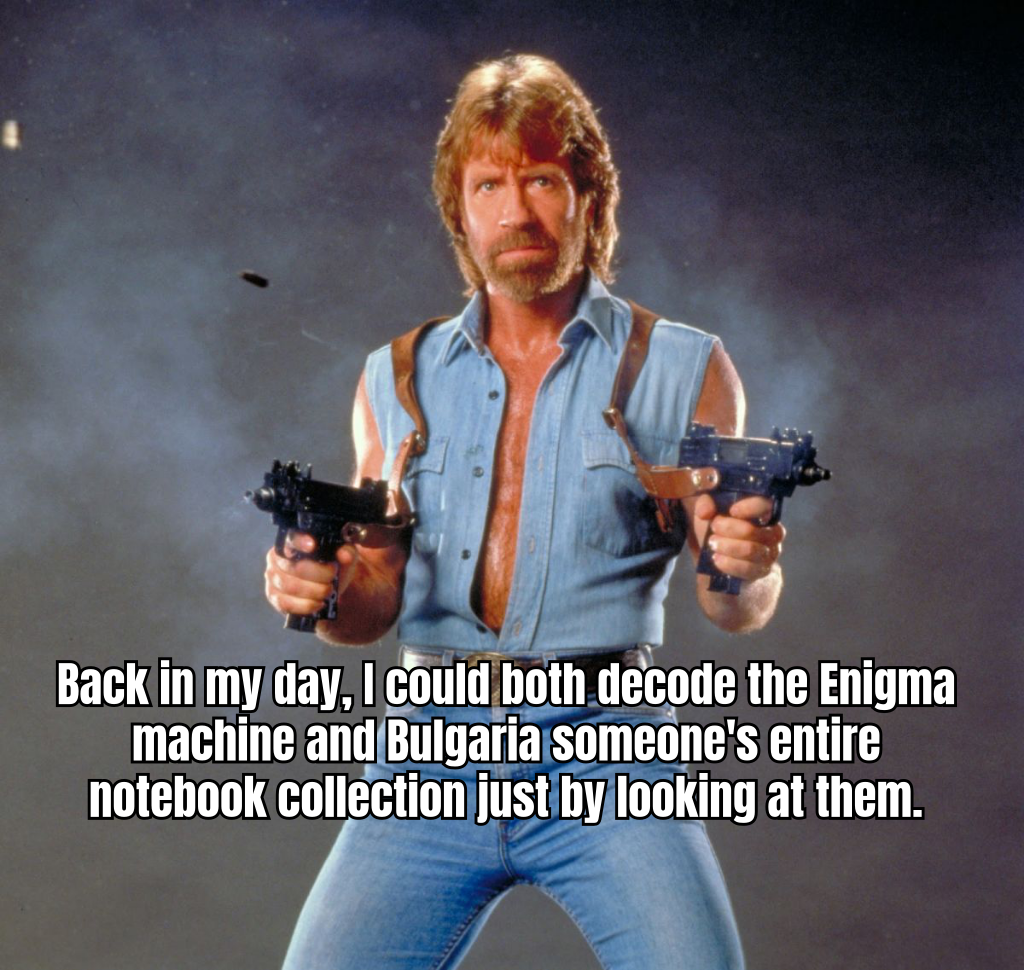 Back in my day, I could both decode the Enigma
machine and Bulgaria someone's entire
notebook collection just by looking at them.